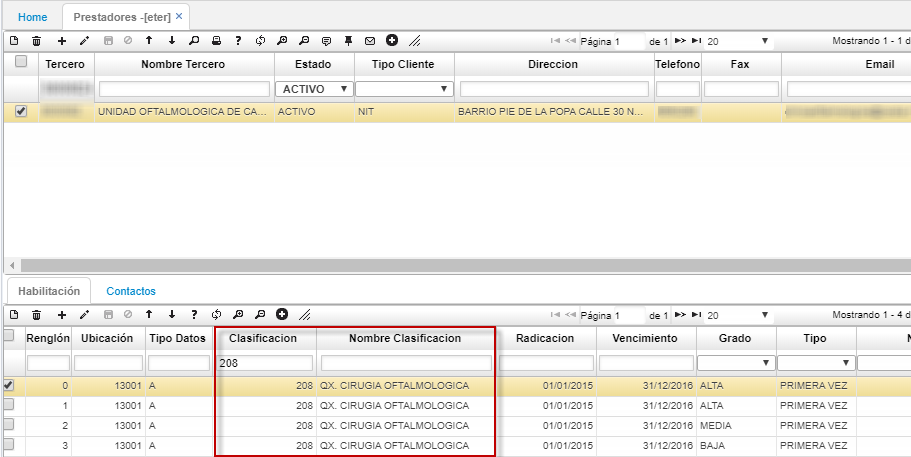 Home Prestadores -[eter] ×
Página 1 de 1 20 Mostrando 1 - 1 d
Tercero Nombre Tercero Estado Tipo Cliente Direccion Telefono Fax Email
ACTIVO
UNIDAD OFTALMOLOGICA DE CA... ACTIVO NIT BARRIO PIE DE LA POPA CALLE 30 N...
Habilitación Contactos
Página 1 de 1 20 Mostrando 1 - 4 d
Renglón Ubicación Tipo Datos Clasificacion Nombre Clasificacion Radicacion Vencimiento Grado Tipo N
208
0 13001 A 208 QX. CIRUGIA OFTALMOLOGICA 01/01/2015 31/12/2016 ALTA PRIMERA VEZ
1 13001 A 208 QX. CIRUGIA OFTALMOLOGICA 01/01/2015 31/12/2016 ALTA PRIMERA VEZ
2 13001 A 208 QX. CIRUGIA OFTALMOLOGICA 01/01/2015 31/12/2016 MEDIA PRIMERA VEZ
3 13001 A 208 QX. CIRUGIA OFTALMOLOGICA 01/01/2015 31/12/2016 BAJA PRIMERA VEZ